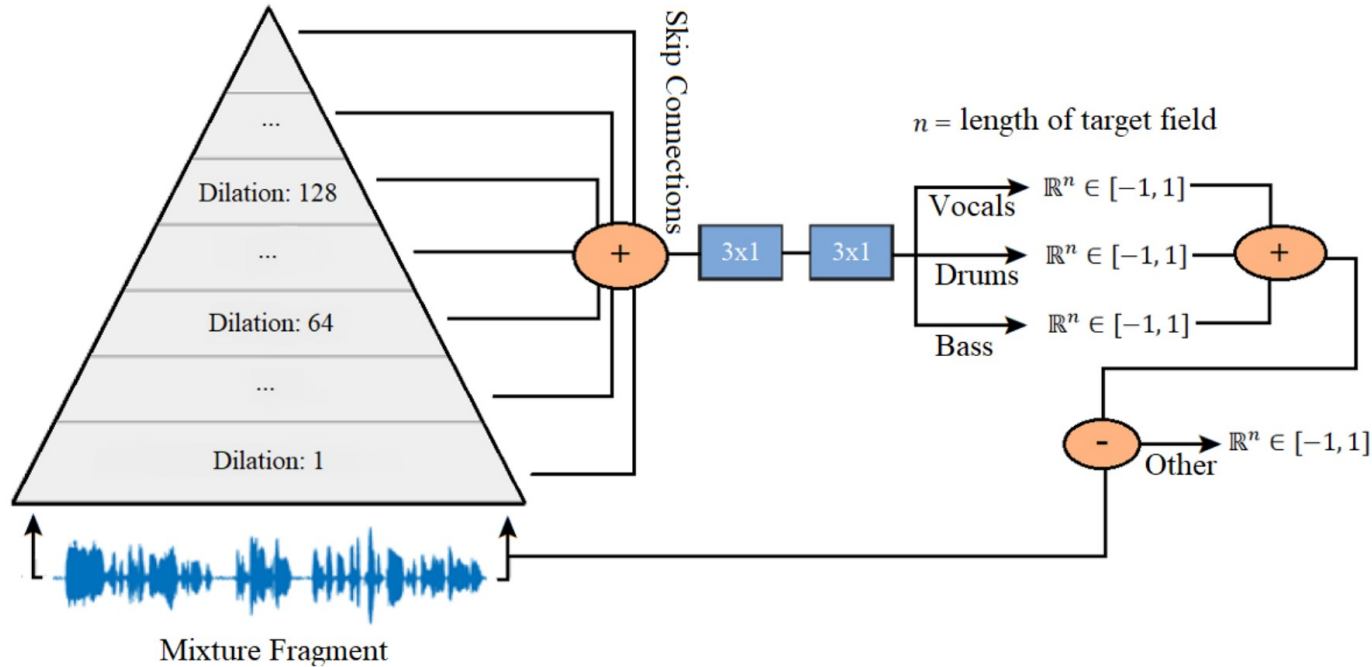 Skip Connections
...
Dilation: 128
...
Dilation: 64
...
Dilation: 1
Mixture Fragment
+
3x1
3x1
n = length of target field
Vocals
ℝⁿ ∈ [−1, 1]
Drums
ℝⁿ ∈ [−1, 1]
Bass
ℝⁿ ∈ [−1, 1]
+
-
Other
ℝⁿ ∈ [−1, 1]